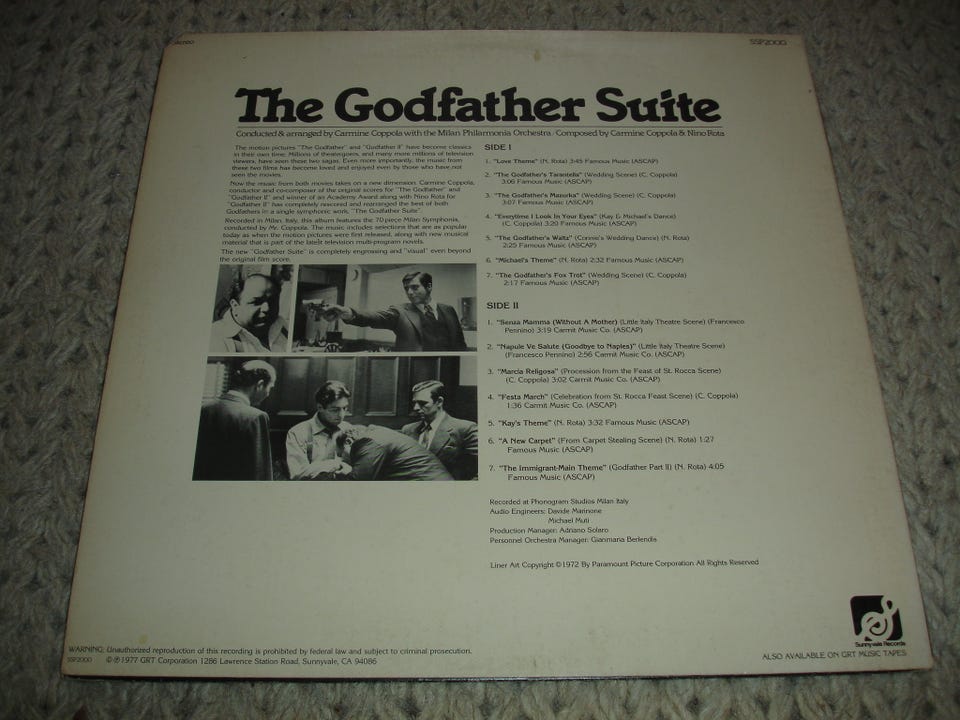 STEREO
SSP2000
The Godfather Suite
Conducted & arranged by Carmine Coppola with the Milan Philarmonia Orchestra / Composed by Carmine Coppola & Nino Rota
The motion pictures "The Godfather" and "Godfather II" have become classics
in their own time. Millions of theatregoers, and many more millions of television
viewers, have seen these two sagas. Even more importantly, the music from
these two films has become loved and enjoyed even by those who have not
seen the movies.
Now the music from both movies takes on a new dimension. Carmine Coppola,
conductor and co-composer of the original scores for "The Godfather" and
"Godfather II" and winner of an Academy Award along with Nino Rota for
"Godfather II" has completely rescored and rearranged the best of both
Godfathers in a single symphonic work, "The Godfather Suite".
Recorded in Milan, Italy, this album features the 70 piece Milan Symphonia,
conducted by Mr. Coppola. The music includes selections that are as popular
today as when the motion pictures were first released, along with new musical
material that is part of the latest television multi-program novels.
The new "Godfather Suite" is completely engrossing and "visual" even beyond
the original film score.
SIDE I
1. "Love Theme" (N. Rota) 3:45 Famous Music (ASCAP)
2. "The Godfather's Tarantella" (Wedding Scene) (C. Coppola)
3:06 Famous Music (ASCAP)
3. "The Godfather's Mazurka" (Wedding Scene) (C. Coppola)
3:07 Famous Music (ASCAP)
4. "Everytime I Look In Your Eyes" (Kay & Michael's Dance)
(C. Coppola) 3:20 Famous Music (ASCAP)
5. "The Godfather's Waltz" (Connie's Wedding Dance) (N. Rota)
2:25 Famous Music (ASCAP)
6. "Michael's Theme" (N. Rota) 2:32 Famous Music (ASCAP)
7. "The Godfather's Fox Trot" (Wedding Scene) (C. Coppola)
2:17 Famous Music (ASCAP)
SIDE II
1. "Senza Mamma (Without A Mother) (Little Italy Theatre Scene) (Francesco
Pennino) 3:19 Carmit Music Co. (ASCAP)
2. "Napule Ve Salute (Goodbye to Naples)" (Little Italy Theatre Scene)
(Francesco Pennino) 2:56 Carmit Music Co. (ASCAP)
3. "Marcia Religosa" (Procession from the Feast of St. Rocca Scene)
(C. Coppola) 3:02 Carmit Music Co. (ASCAP)
4. "Festa March" (Celebration from St. Rocca Feast Scene) (C. Coppola)
1:36 Carmit Music Co. (ASCAP)
5. "Kay's Theme" (N. Rota) 3:32 Famous Music (ASCAP)
6. "A New Carpet" (From Carpet Stealing Scene) (N. Rota) 1:27
Famous Music (ASCAP)
7. "The Immigrant-Main Theme" (Godfather Part II) (N. Rota) 4:05
Famous Music (ASCAP)
Recorded at Phonogram Studios Milan Italy
Audio Engineers: Davide Marinone
Michael Muti
Production Manager: Adriano Solaro
Personnel Orchestra Manager: Gianmaria Berlendis
Liner Art Copyright ©1972 By Paramount Picture Corporation All Rights Reserved
Sunnyvale Records
WARNING: Unauthorized reproduction of this recording is prohibited by federal law and subject to criminal prosecution.
SSP2000 © ℗ 1977 GRT Corporation 1286 Lawrence Station Road, Sunnyvale, CA 94086
ALSO AVAILABLE ON GRT MUSIC TAPES